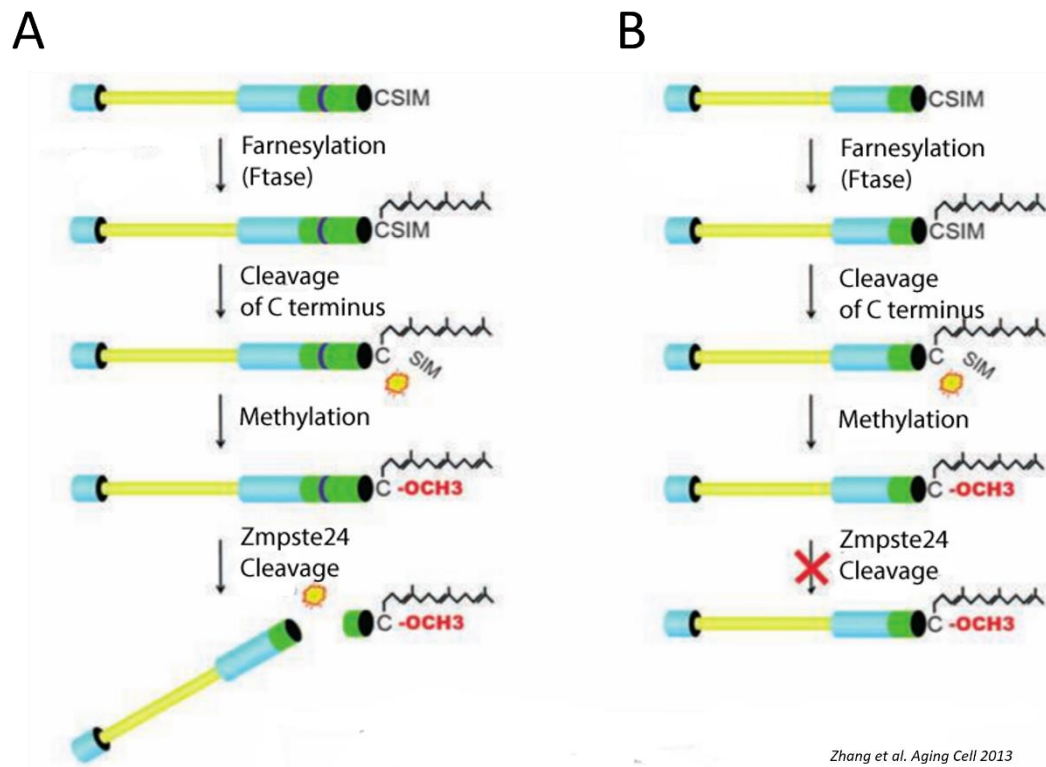 A
CSIM
Farnesylation
(Ftase)
CSIM
Cleavage
of C terminus
C SIM
Methylation
C -OCH3
Zmpste24
Cleavage
C -OCH3
B
CSIM
Farnesylation
(Ftase)
CSIM
Cleavage
of C terminus
C SIM
Methylation
C -OCH3
Zmpste24
Cleavage
C -OCH3
Zhang et al. Aging Cell 2013